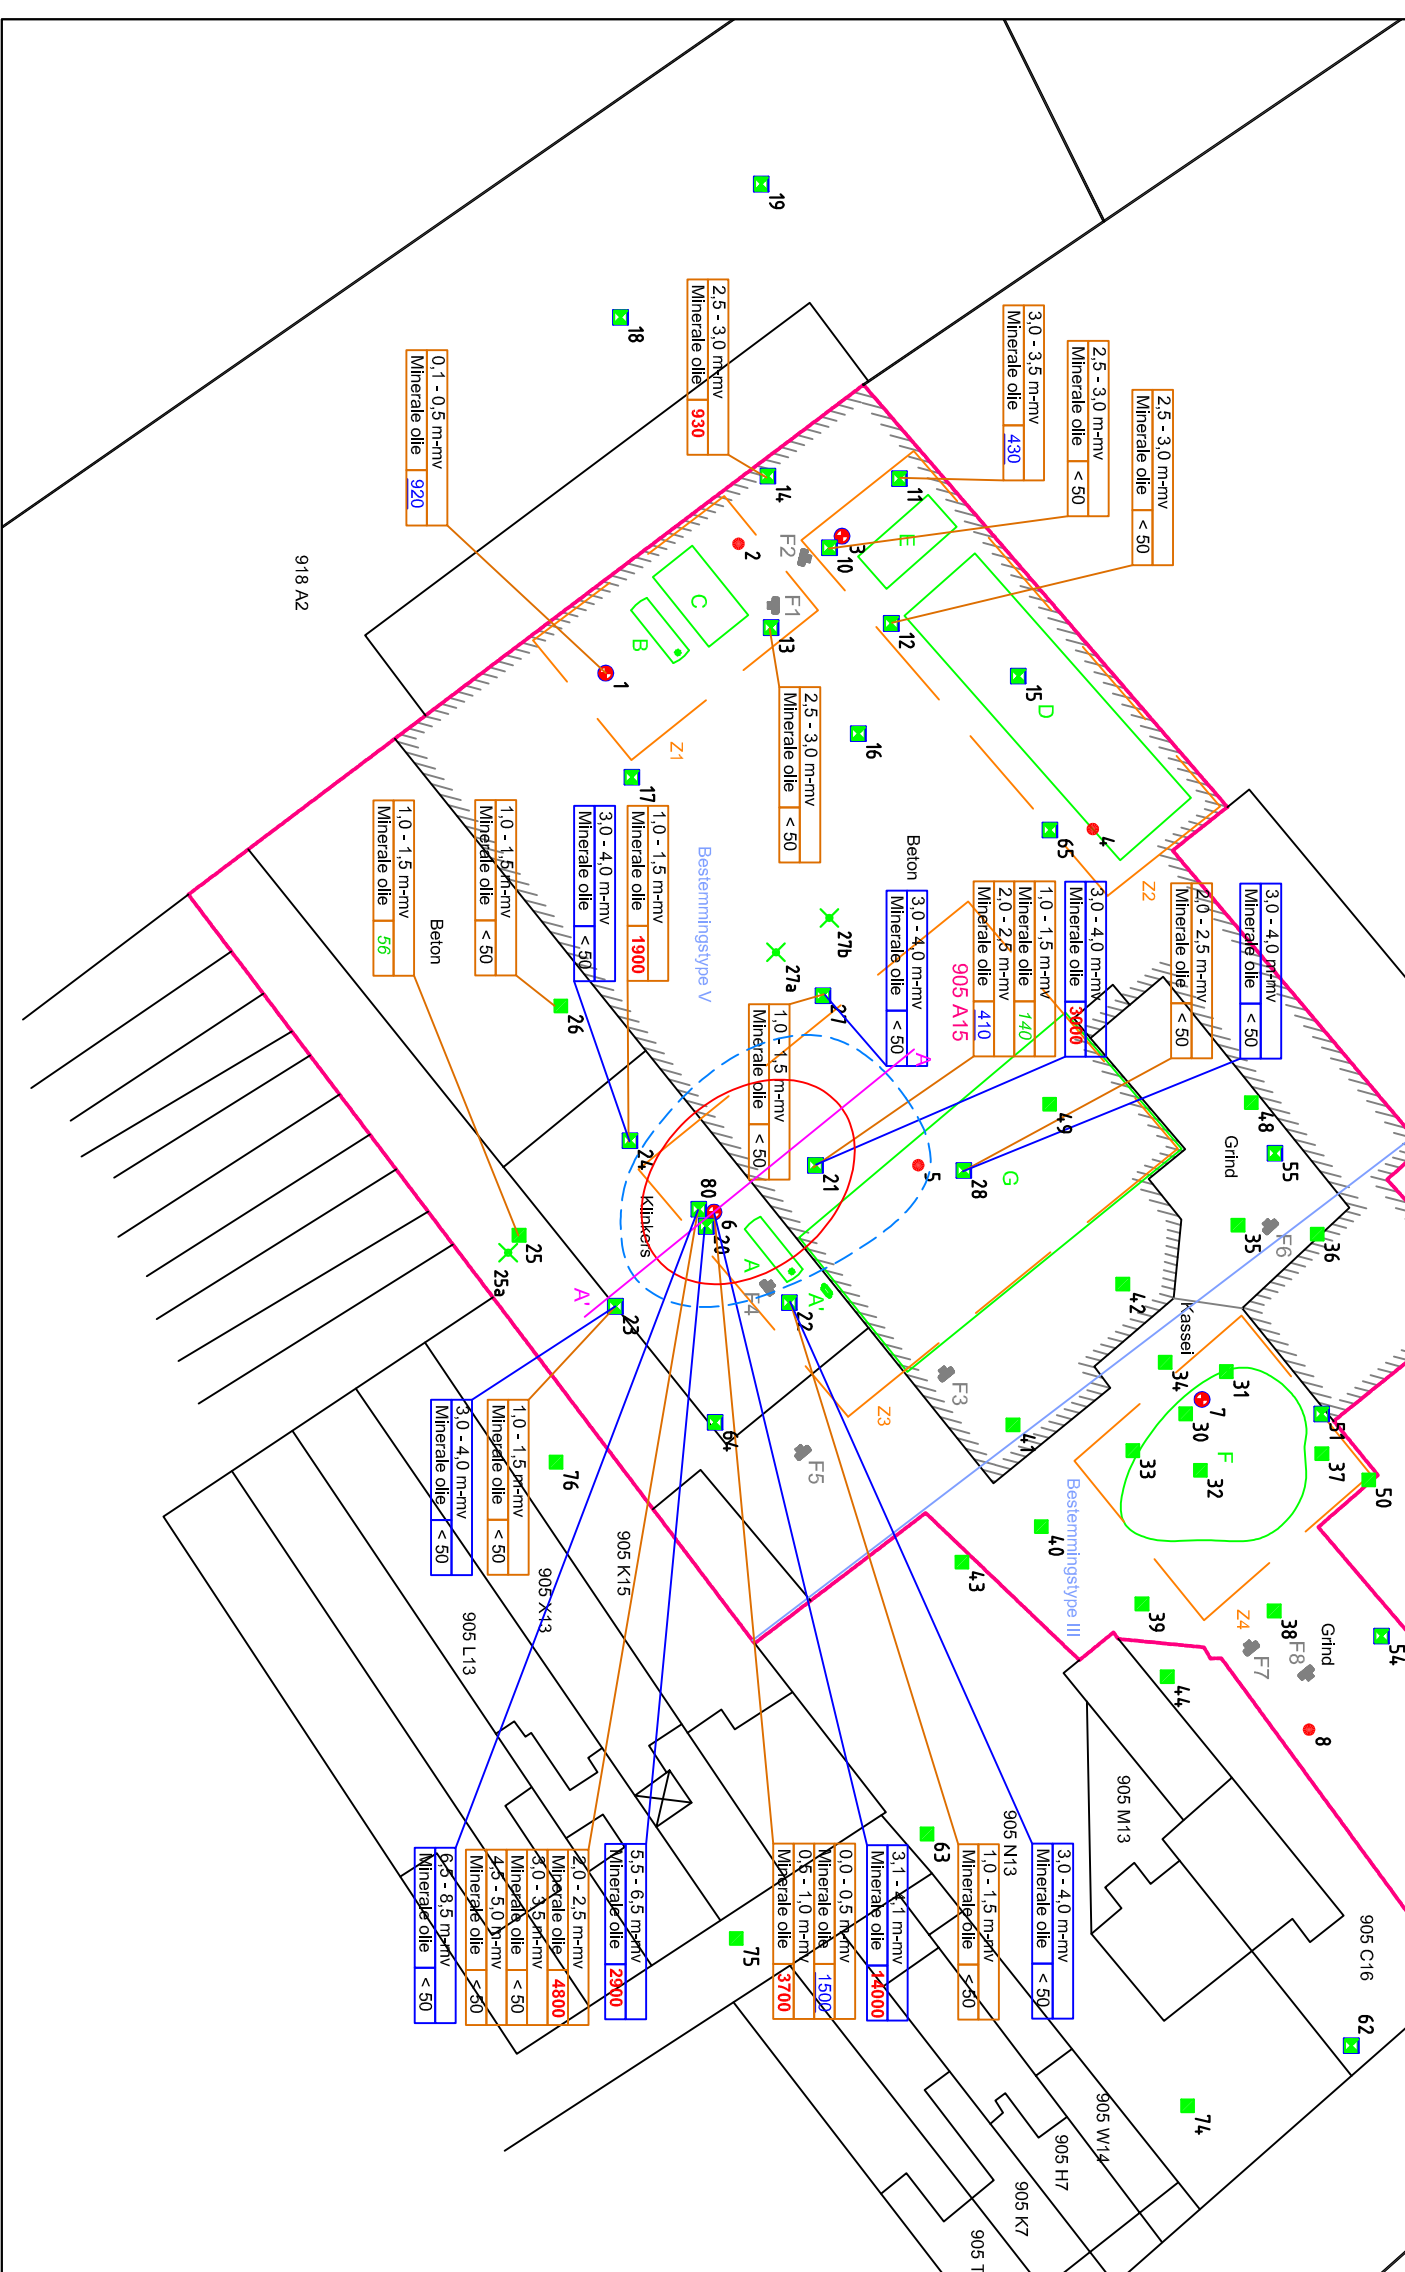 19
18
2,5 - 3,0 m-mv
Minerale olie 930
0,1 - 0,5 m-mv
Minerale olie 920
3,0 - 3,5 m-mv
Minerale olie 430
2,5 - 3,0 m-mv
Minerale olie < 50
2,5 - 3,0 m-mv
Minerale olie < 50
918 A2
14
11
3
10
2
F2
F1
E
C
B
12
13
1
15
D
16
17
Z1
2,5 - 3,0 m-mv
Minerale olie < 50
65
4
Z2
Bestemmingstype V
Beton
1,0 - 1,5 m-mv
Minerale olie 56
Beton
1,0 - 1,5 m-mv
Minerale olie < 50
3,0 - 4,0 m-mv
Minerale olie < 50
1,0 - 1,5 m-mv
Minerale olie 1900
3,0 - 4,0 m-mv
Minerale olie < 50
905 A15
1,0 - 1,5 m-mv
Minerale olie 140
2,0 - 2,5 m-mv
Minerale olie 410
3,0 - 4,0 m-mv
Minerale olie 3900
2,0 - 2,5 m-mv
Minerale olie < 50
3,0 - 4,0 m-mv
Minerale olie < 50
27b
27a
27
1,0 - 1,5 m-mv
Minerale olie < 50
26
A
49
48
55
Grind
24
21
5
28
G
Klinkers
80
6
20
A
A'
F4
22
25
25a
A'
23
35
F6
36
42
Kassei
34
31
7
30
F
33
32
51
37
50
F3
Z3
41
64
F5
76
1,0 - 1,5 m-mv
Minerale olie < 50
3,0 - 4,0 m-mv
Minerale olie < 50
Bestemmingstype III
40
43
39
Z4
38
F8
F7
Grind
54
44
8
905 K15
905 X13
905 L13
905 M13
905 N13
63
75
905 C16
62
74
5,5 - 6,5 m-mv
Minerale olie 2900
2,0 - 2,5 m-mv
Minerale olie 4800
3,0 - 3,5 m-mv
Minerale olie < 50
4,5 - 5,0 m-mv
Minerale olie < 50
6,5 - 8,5 m-mv
Minerale olie < 50
0,0 - 0,5 m-mv
Minerale olie 1500
0,5 - 1,0 m-mv
Minerale olie 3700
3,1 - 4,1 m-mv
Minerale olie 14000
1,0 - 1,5 m-mv
Minerale olie < 50
3,0 - 4,0 m-mv
Minerale olie < 50
905 W14
905 H7
905 K7
905 T